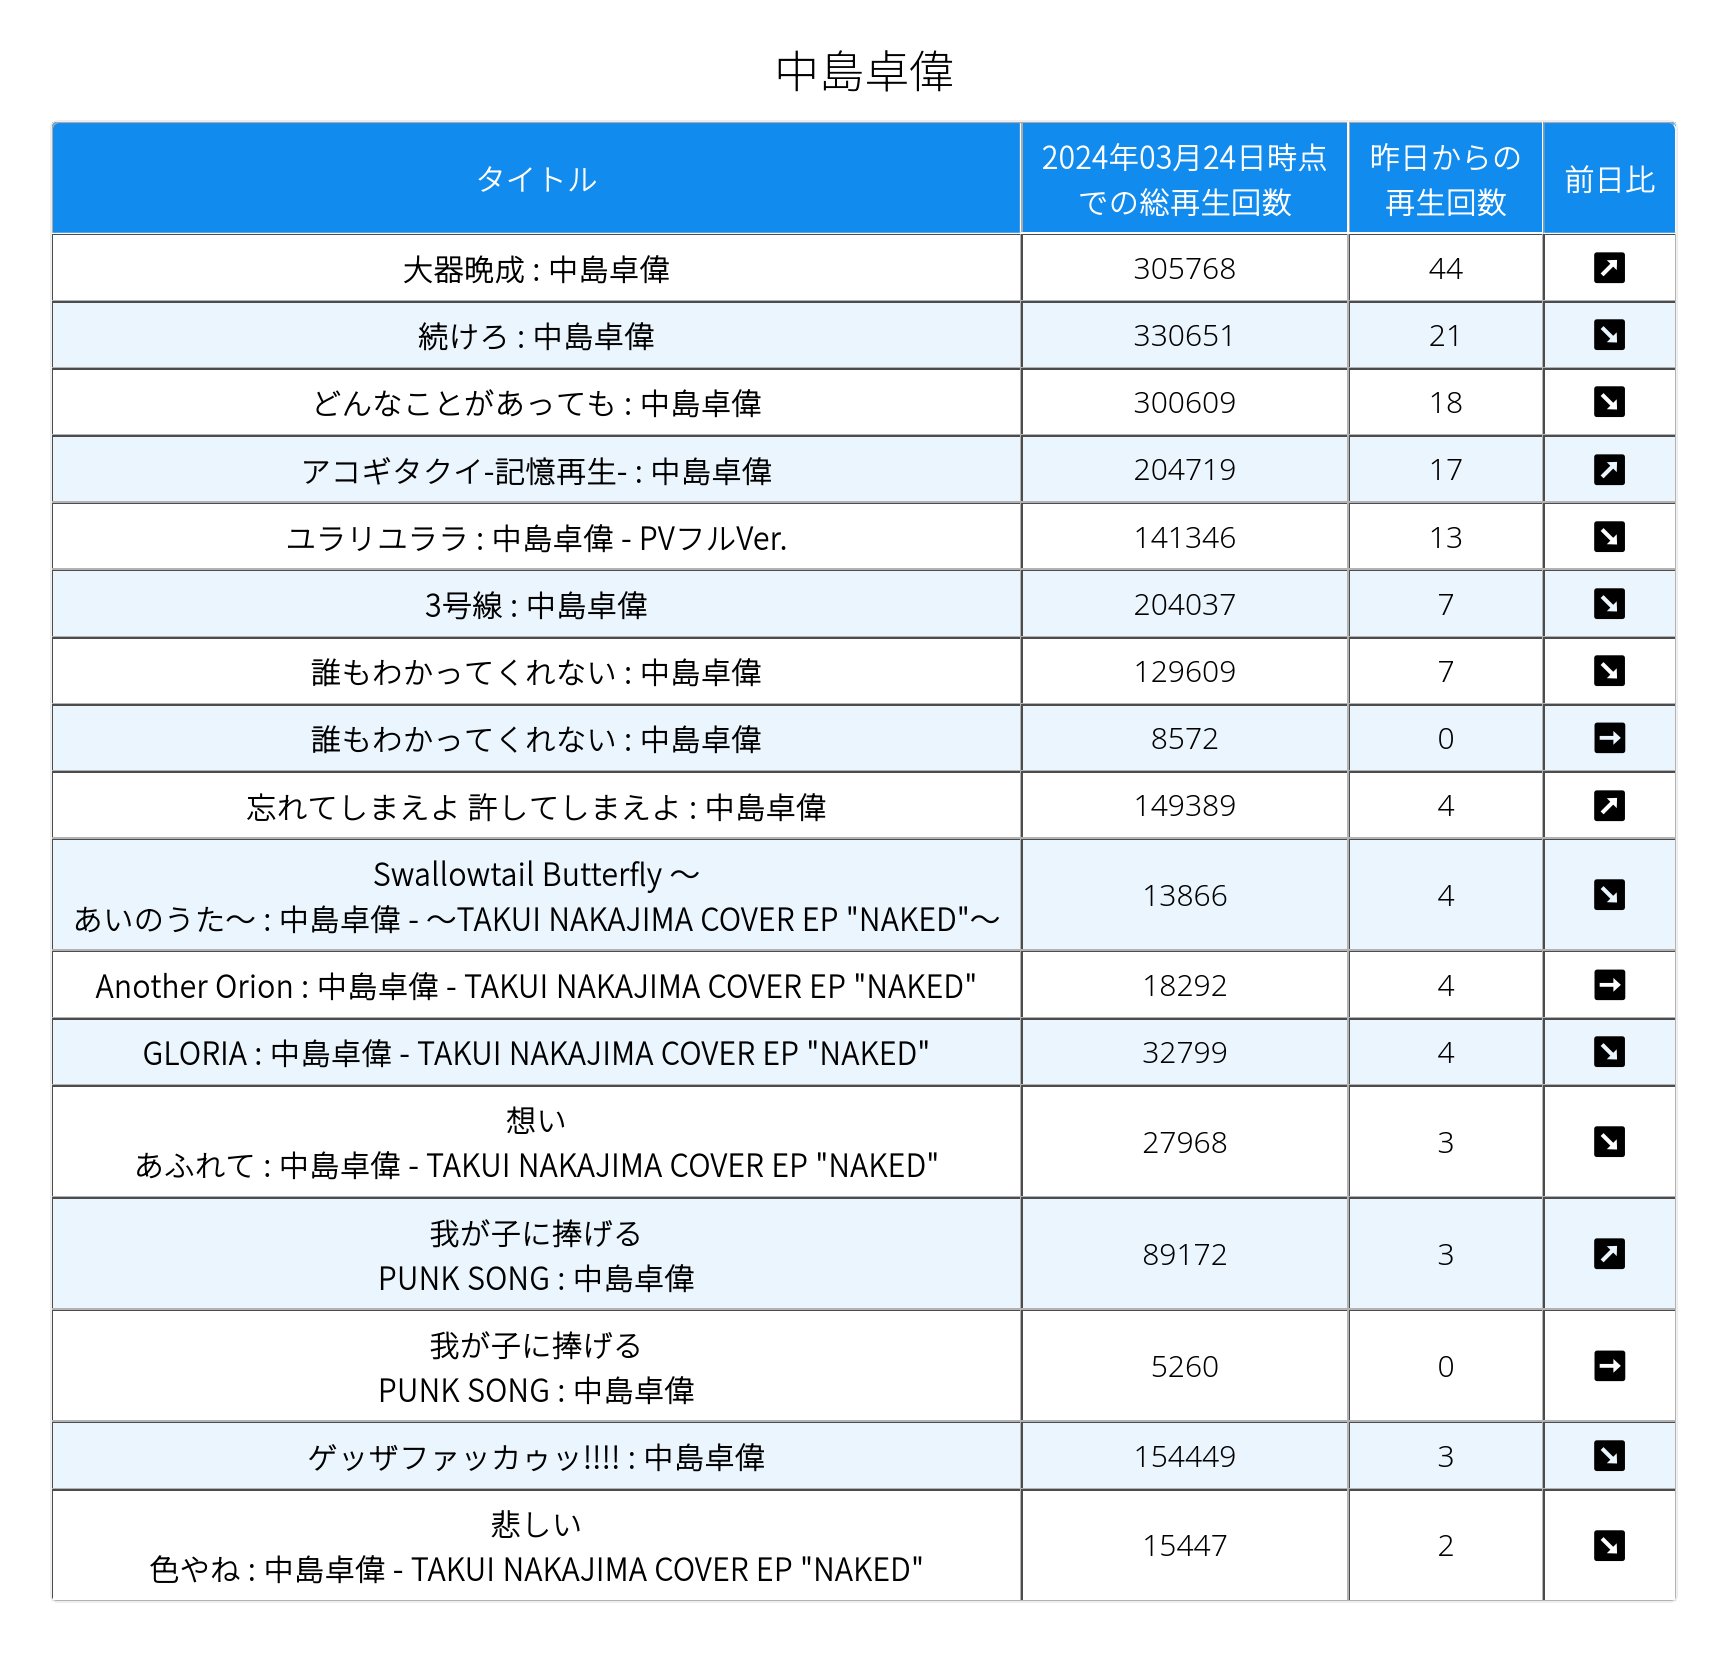 中島卓偉
タイトル
2024年03月24日時点
での総再生回数
昨日からの
再生回数
前日比
大器晩成 : 中島卓偉
305768
44
↗
続けろ : 中島卓偉
330651
21
↘
どんなことがあっても : 中島卓偉
300609
18
↘
アコギタクイ-記憶再生- : 中島卓偉
204719
17
↗
ユラリユララ : 中島卓偉 - PVフルVer.
141346
13
↘
3号線 : 中島卓偉
204037
7
↘
誰もわかってくれない : 中島卓偉
129609
7
↘
誰もわかってくれない : 中島卓偉
8572
0
→
忘れてしまえよ 許してしまえよ : 中島卓偉
149389
4
↗
Swallowtail Butterfly 〜
あいのうた〜 : 中島卓偉 - 〜TAKUI NAKAJIMA COVER EP "NAKED"〜
13866
4
↘
Another Orion : 中島卓偉 - TAKUI NAKAJIMA COVER EP "NAKED"
18292
4
→
GLORIA : 中島卓偉 - TAKUI NAKAJIMA COVER EP "NAKED"
32799
4
↘
想い
あふれて : 中島卓偉 - TAKUI NAKAJIMA COVER EP "NAKED"
27968
3
↘
我が子に捧げる
PUNK SONG : 中島卓偉
89172
3
↗
我が子に捧げる
PUNK SONG : 中島卓偉
5260
0
→
ゲッザファッカゥッ!!!! : 中島卓偉
154449
3
↘
悲しい
色やね : 中島卓偉 - TAKUI NAKAJIMA COVER EP "NAKED"
15447
2
↘